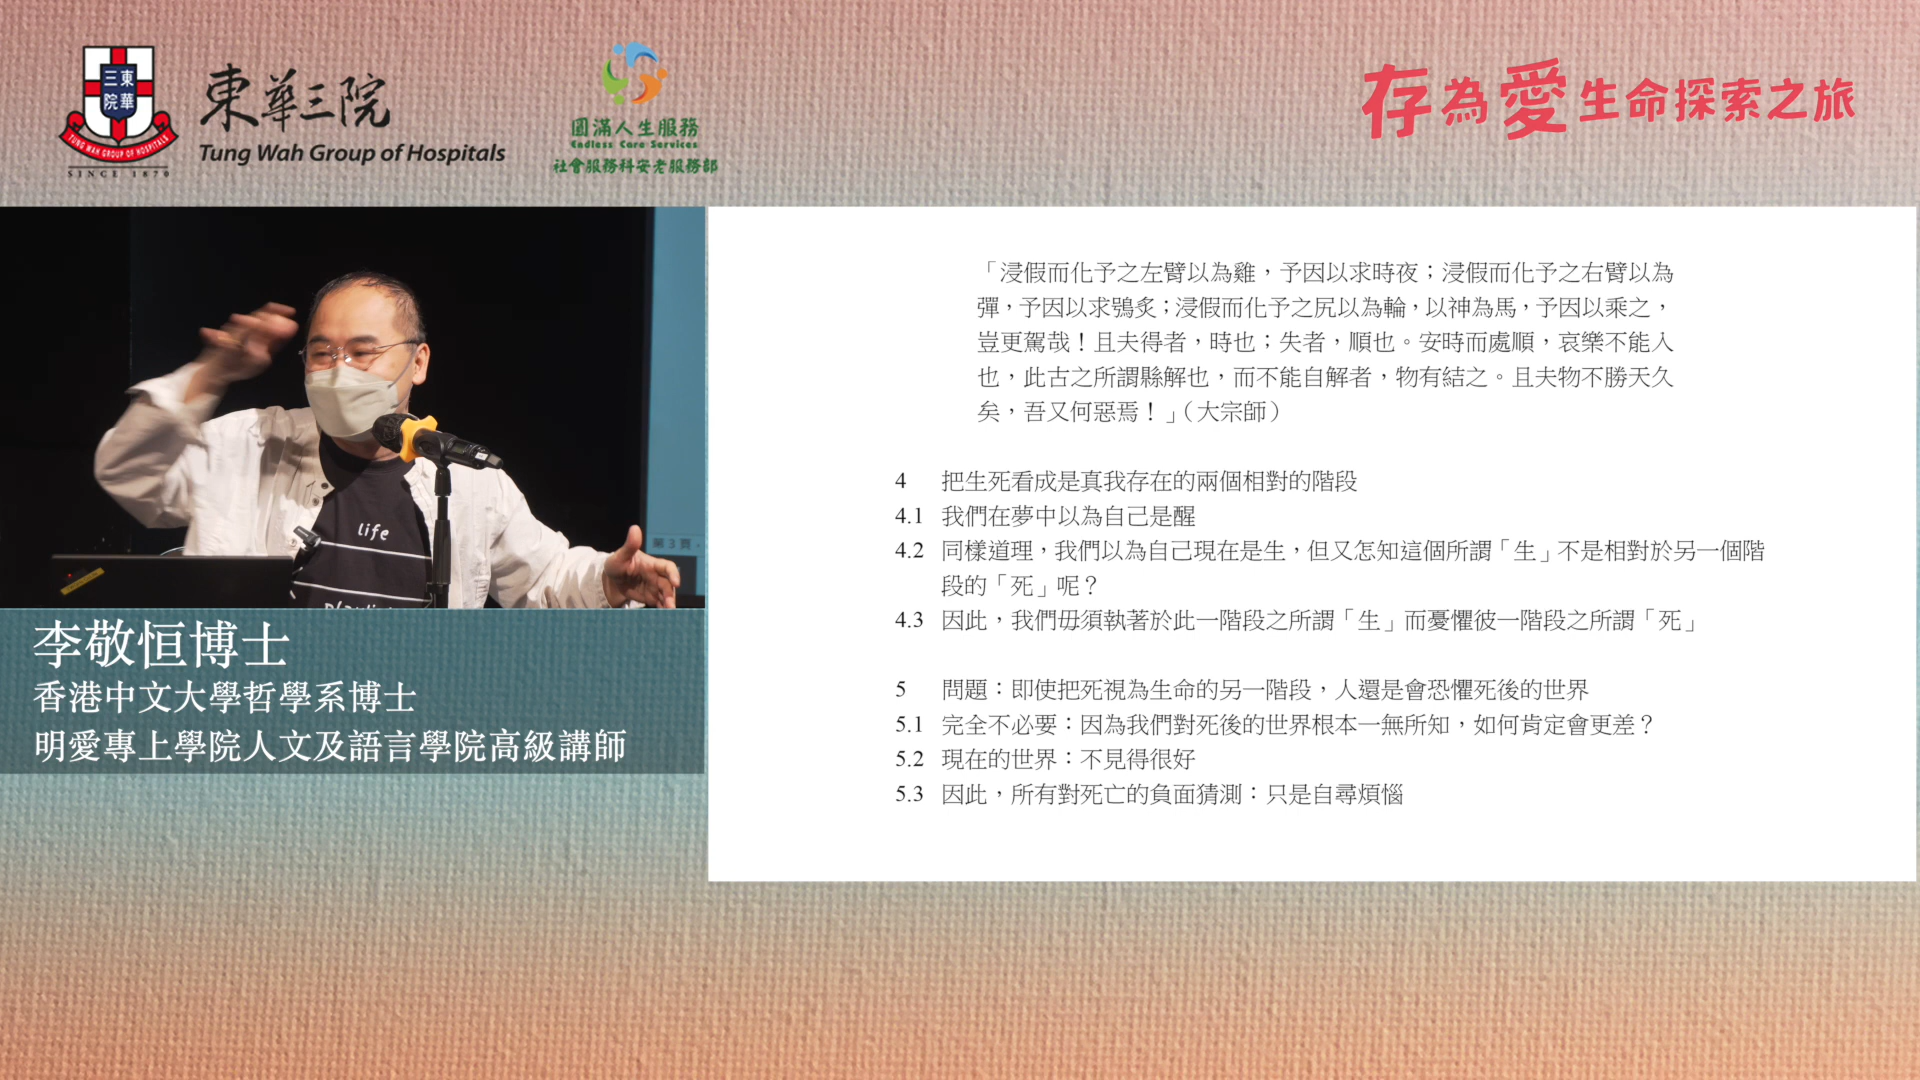 東華三院
東華三院
Tung Wah Group of Hospitals
TUNG WAH GROUP OF HOSPITALS
SINCE 1870
圓滿人生服務
Endless Care Services
社會服務科安老服務部
存為愛生命探索之旅
life
第3頁
李敬恒博士
香港中文大學哲學系博士
明愛專上學院人文及語言學院高級講師
「浸假而化予之左臂以為雞，予因以求時夜；浸假而化予之右臂以為
彈，予因以求鴞炙；浸假而化予之尻以為輪，以神為馬，予因以乘之，
豈更駕哉！且夫得者，時也；失者，順也。安時而處順，哀樂不能入
也，此古之所謂縣解也，而不能自解者，物有結之。且夫物不勝天久
矣，吾又何惡焉！」（大宗師）
4 把生死看成是真我存在的兩個相對的階段
4.1 我們在夢中以為自己是醒
4.2 同樣道理，我們以為自己現在是生，但又怎知這個所謂「生」不是相對於另一個階
段的「死」呢？
4.3 因此，我們毋須執著於此一階段之所謂「生」而憂懼彼一階段之所謂「死」
5 問題：即使把死視為生命的另一階段，人還是會恐懼死後的世界
5.1 完全不必要：因為我們對死後的世界根本一無所知，如何肯定會更差？
5.2 現在的世界：不見得很好
5.3 因此，所有對死亡的負面猜測：只是自尋煩惱